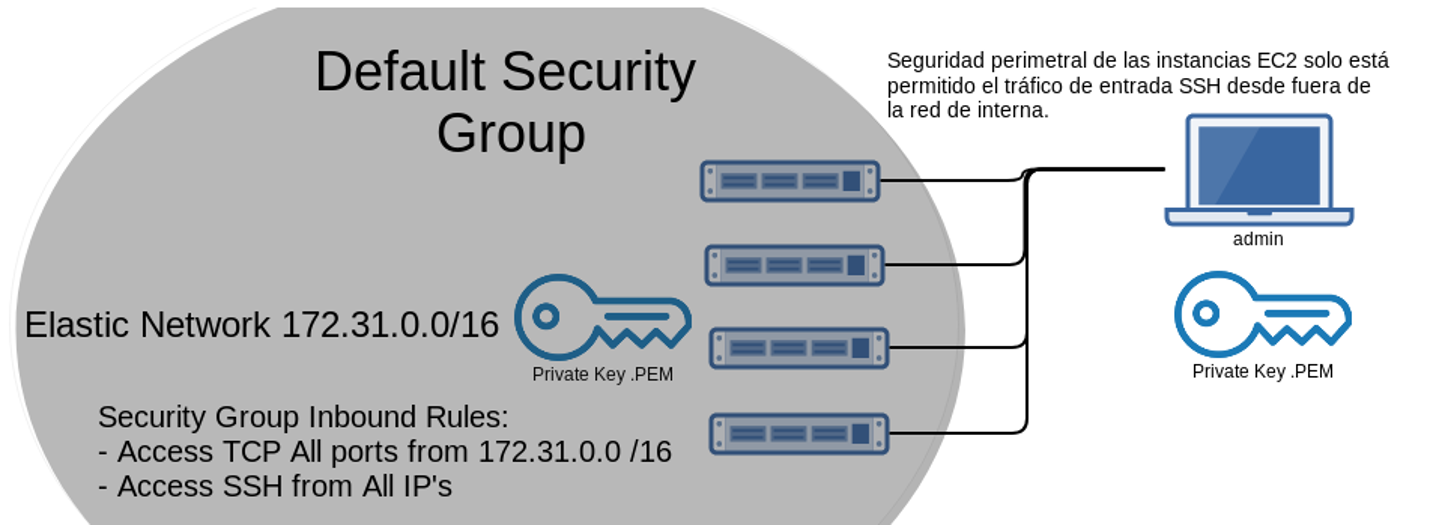 Default Security
Group
Seguridad perimetral de las instancias EC2 solo está
permitido el tráfico de entrada SSH desde fuera de
la red de interna.
admin
Elastic Network 172.31.0.0/16
Private Key .PEM
Private Key .PEM
Security Group Inbound Rules:
- Access TCP All ports from 172.31.0.0 /16
- Access SSH from All IP's